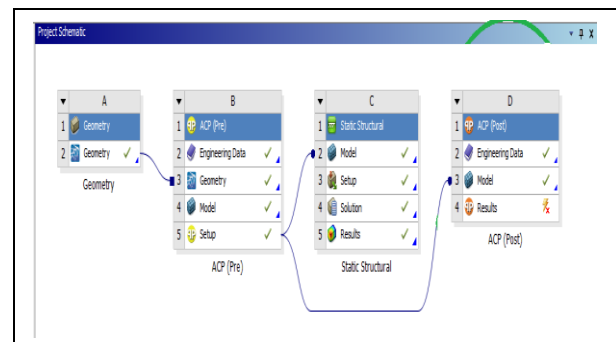 Project Schematic
A
1 Geometry
2 Geometry
Geometry
B
1 ACP (Pre)
2 Engineering Data
3 Geometry
4 Model
5 Setup
ACP (Pre)
C
1 Static Structural
2 Model
3 Setup
4 Solution
5 Results
Static Structural
D
1 ACP (Post)
2 Engineering Data
3 Model
4 Results
ACP (Post)